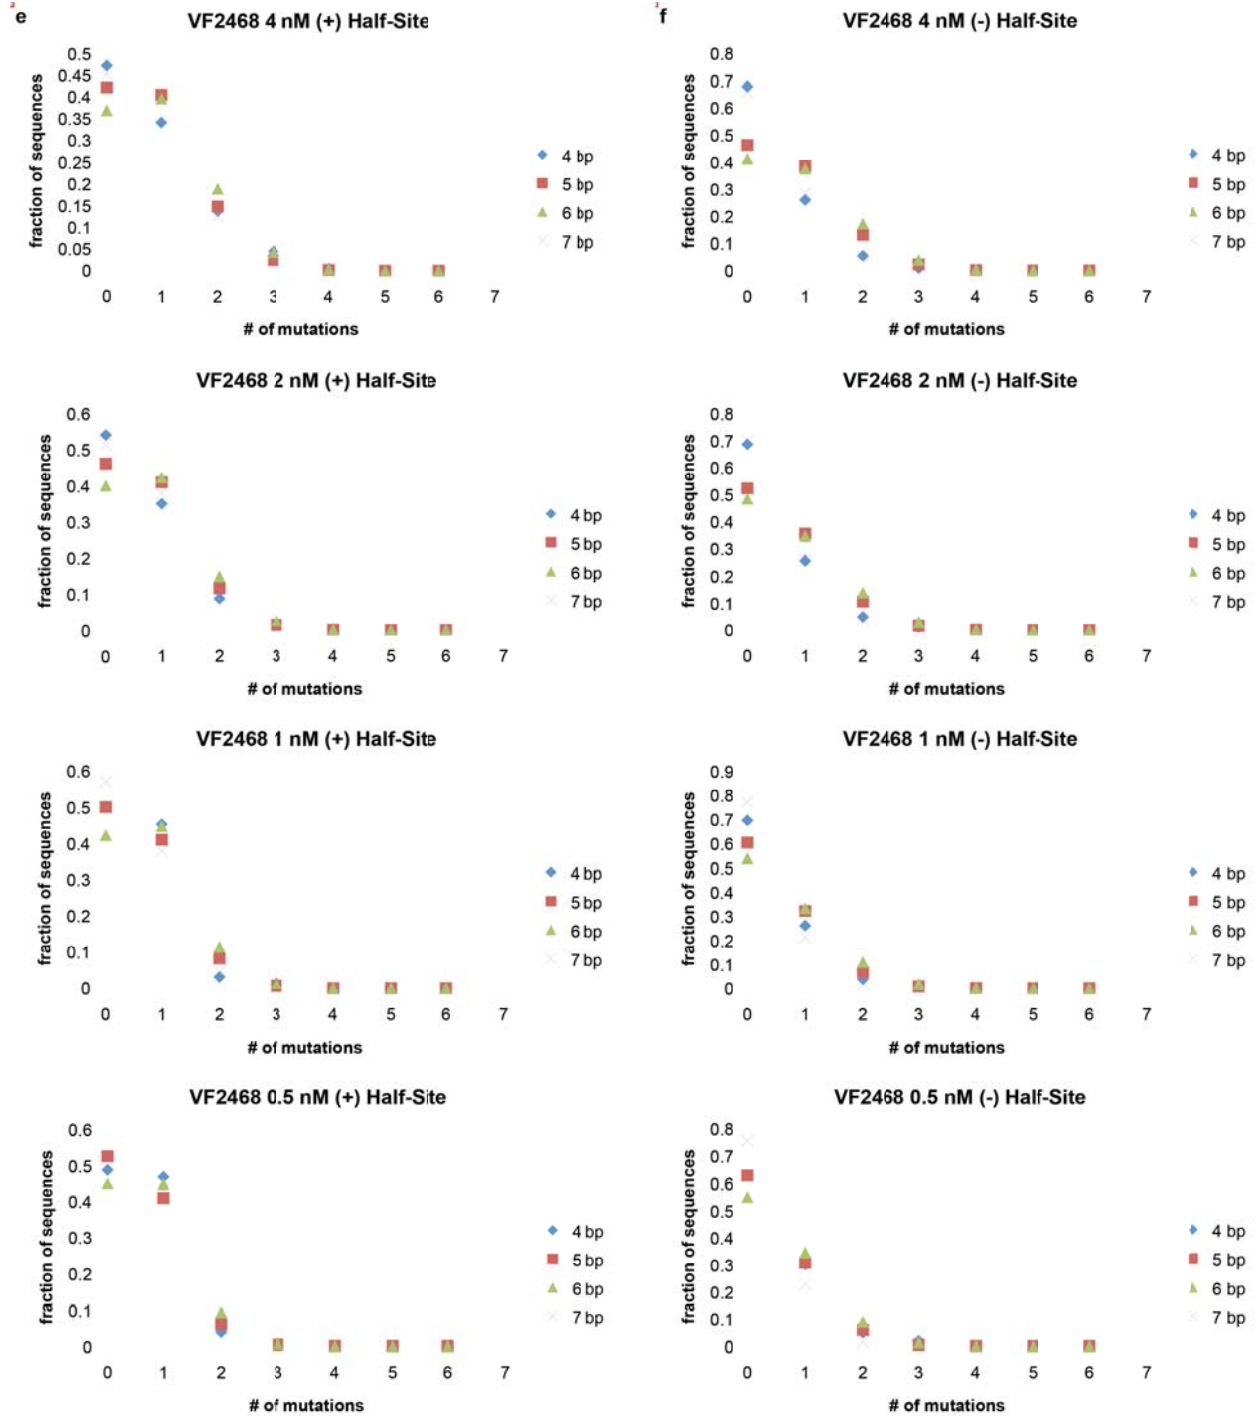 e
VF2468 4 nM (+) Half-Site
fraction of sequences
0.5
0.45
0.4
0.35
0.3
0.25
0.2
0.15
0.1
0.05
0
0 1 2 3 4 5 6 7
# of mutations
4 bp
5 bp
6 bp
7 bp
f
VF2468 4 nM (-) Half-Site
fraction of sequences
0.8
0.7
0.6
0.5
0.4
0.3
0.2
0.1
0
0 1 2 3 4 5 6 7
# of mutations
4 bp
5 bp
6 bp
7 bp
VF2468 2 nM (+) Half-Site
fraction of sequences
0.6
0.5
0.4
0.3
0.2
0.1
0
0 1 2 3 4 5 6 7
# of mutations
4 bp
5 bp
6 bp
7 bp
VF2468 2 nM (-) Half-Site
fraction of sequences
0.8
0.7
0.6
0.5
0.4
0.3
0.2
0.1
0
0 1 2 3 4 5 6 7
# of mutations
4 bp
5 bp
6 bp
7 bp
VF2468 1 nM (+) Half-Site
fraction of sequences
0.6
0.5
0.4
0.3
0.2
0.1
0
0 1 2 3 4 5 6 7
# of mutations
4 bp
5 bp
6 bp
7 bp
VF2468 1 nM (-) Half-Site
fraction of sequences
0.9
0.8
0.7
0.6
0.5
0.4
0.3
0.2
0.1
0
0 1 2 3 4 5 6 7
# of mutations
4 bp
5 bp
6 bp
7 bp
VF2468 0.5 nM (+) Half-Site
fraction of sequences
0.6
0.5
0.4
0.3
0.2
0.1
0
0 1 2 3 4 5 6 7
# of mutations
4 bp
5 bp
6 bp
7 bp
VF2468 0.5 nM (-) Half-Site
fraction of sequences
0.8
0.7
0.6
0.5
0.4
0.3
0.2
0.1
0
0 1 2 3 4 5 6 7
# of mutations
4 bp
5 bp
6 bp
7 bp